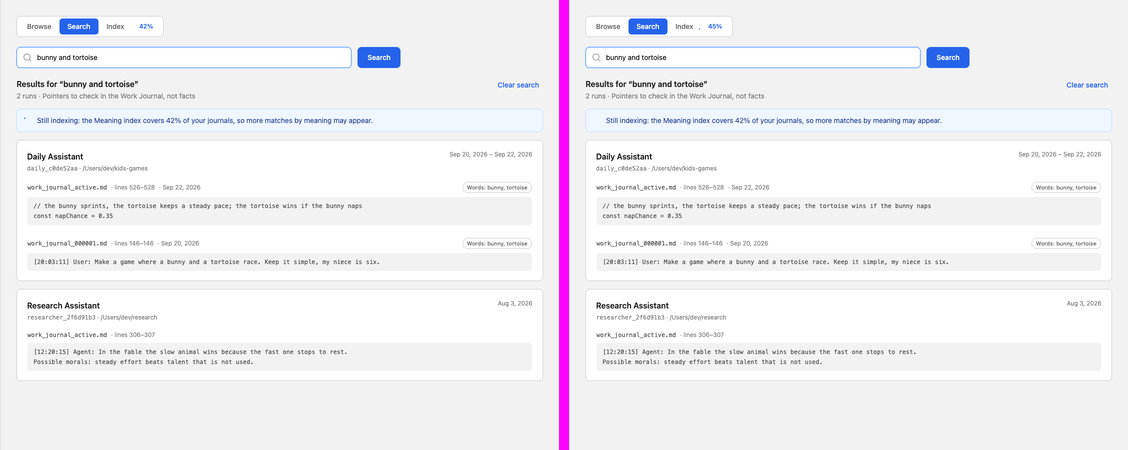 Browse Search Index 42%
bunny and tortoise Search
Results for “bunny and tortoise” Clear search
2 runs · Pointers to check in the Work Journal, not facts
Still indexing: the Meaning index covers 42% of your journals, so more matches by meaning may appear.
Daily Assistant Sep 20, 2026 – Sep 22, 2026
daily_c0de52aa · /Users/dev/kids-games
work_journal_active.md · lines 526–528 · Sep 22, 2026 Words: bunny, tortoise
// the bunny sprints, the tortoise keeps a steady pace; the tortoise wins if the bunny naps
const napChance = 0.35
work_journal_000001.md · lines 146–146 · Sep 20, 2026 Words: bunny, tortoise
[20:03:11] User: Make a game where a bunny and a tortoise race. Keep it simple, my niece is six.
Research Assistant Aug 3, 2026
researcher_2f6d91b3 · /Users/dev/research
work_journal_active.md · lines 306–307
[12:20:15] Agent: In the fable the slow animal wins because the fast one stops to rest.
Possible morals: steady effort beats talent that is not used.
Browse Search Index 45%
bunny and tortoise Search
Results for “bunny and tortoise” Clear search
2 runs · Pointers to check in the Work Journal, not facts
Still indexing: the Meaning index covers 42% of your journals, so more matches by meaning may appear.
Daily Assistant Sep 20, 2026 – Sep 22, 2026
daily_c0de52aa · /Users/dev/kids-games
work_journal_active.md · lines 526–528 · Sep 22, 2026 Words: bunny, tortoise
// the bunny sprints, the tortoise keeps a steady pace; the tortoise wins if the bunny naps
const napChance = 0.35
work_journal_000001.md · lines 146–146 · Sep 20, 2026 Words: bunny, tortoise
[20:03:11] User: Make a game where a bunny and a tortoise race. Keep it simple, my niece is six.
Research Assistant Aug 3, 2026
researcher_2f6d91b3 · /Users/dev/research
work_journal_active.md · lines 306–307
[12:20:15] Agent: In the fable the slow animal wins because the fast one stops to rest.
Possible morals: steady effort beats talent that is not used.